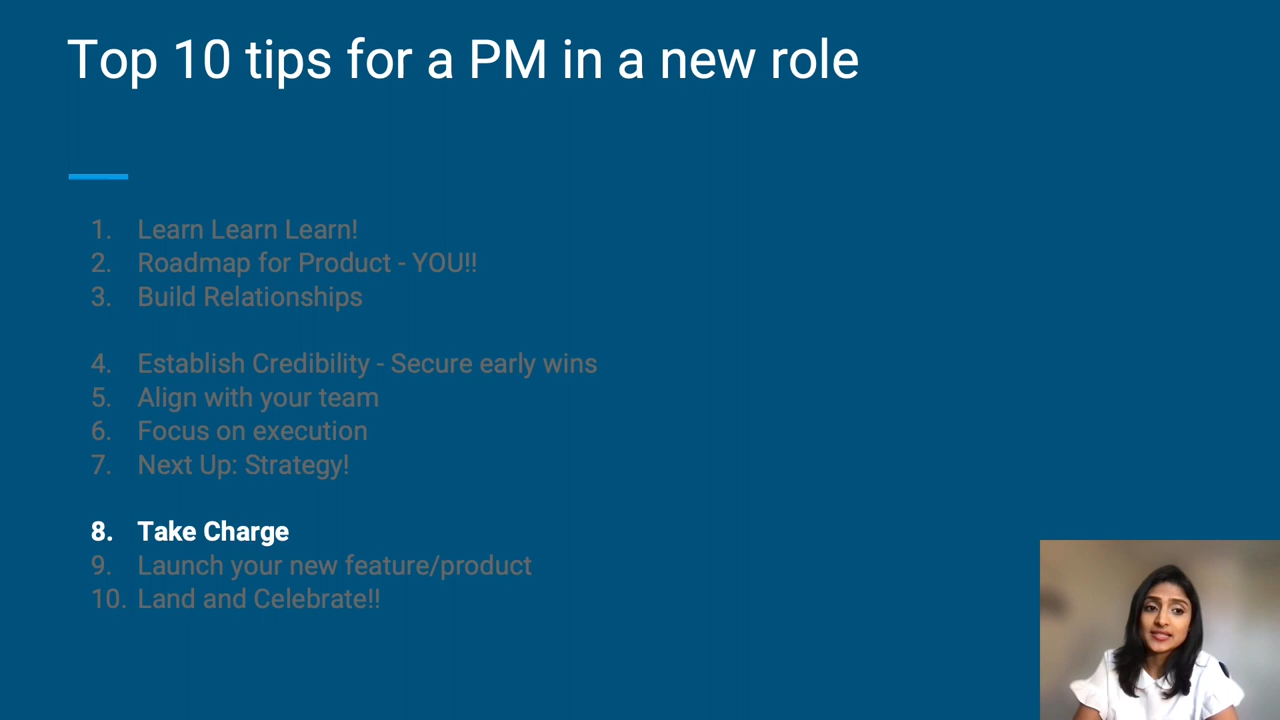 Top 10 tips for a PM in a new role
1. Learn Learn Learn!
2. Roadmap for Product - YOU!!
3. Build Relationships
4. Establish Credibility - Secure early wins
5. Align with your team
6. Focus on execution
7. Next Up: Strategy!
8. Take Charge
9. Launch your new feature/product
10. Land and Celebrate!!